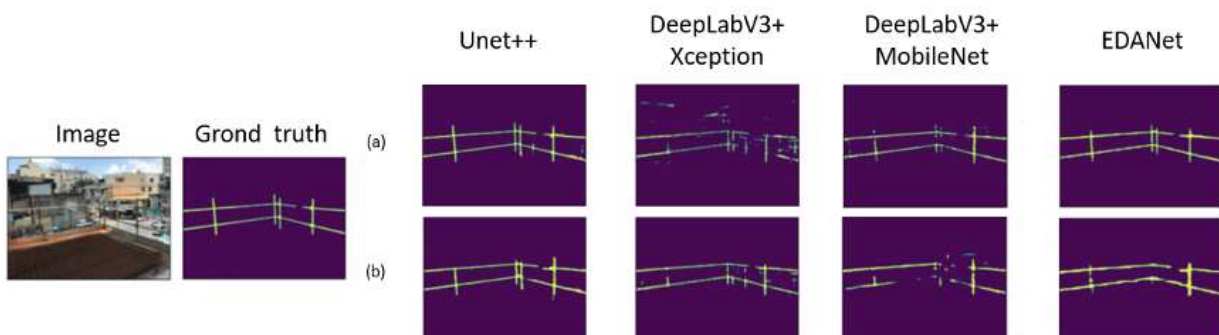 Unet++
DeepLabV3+
Xception
DeepLabV3+
MobileNet
EDANet
Image
Grond truth
(a)
(b)